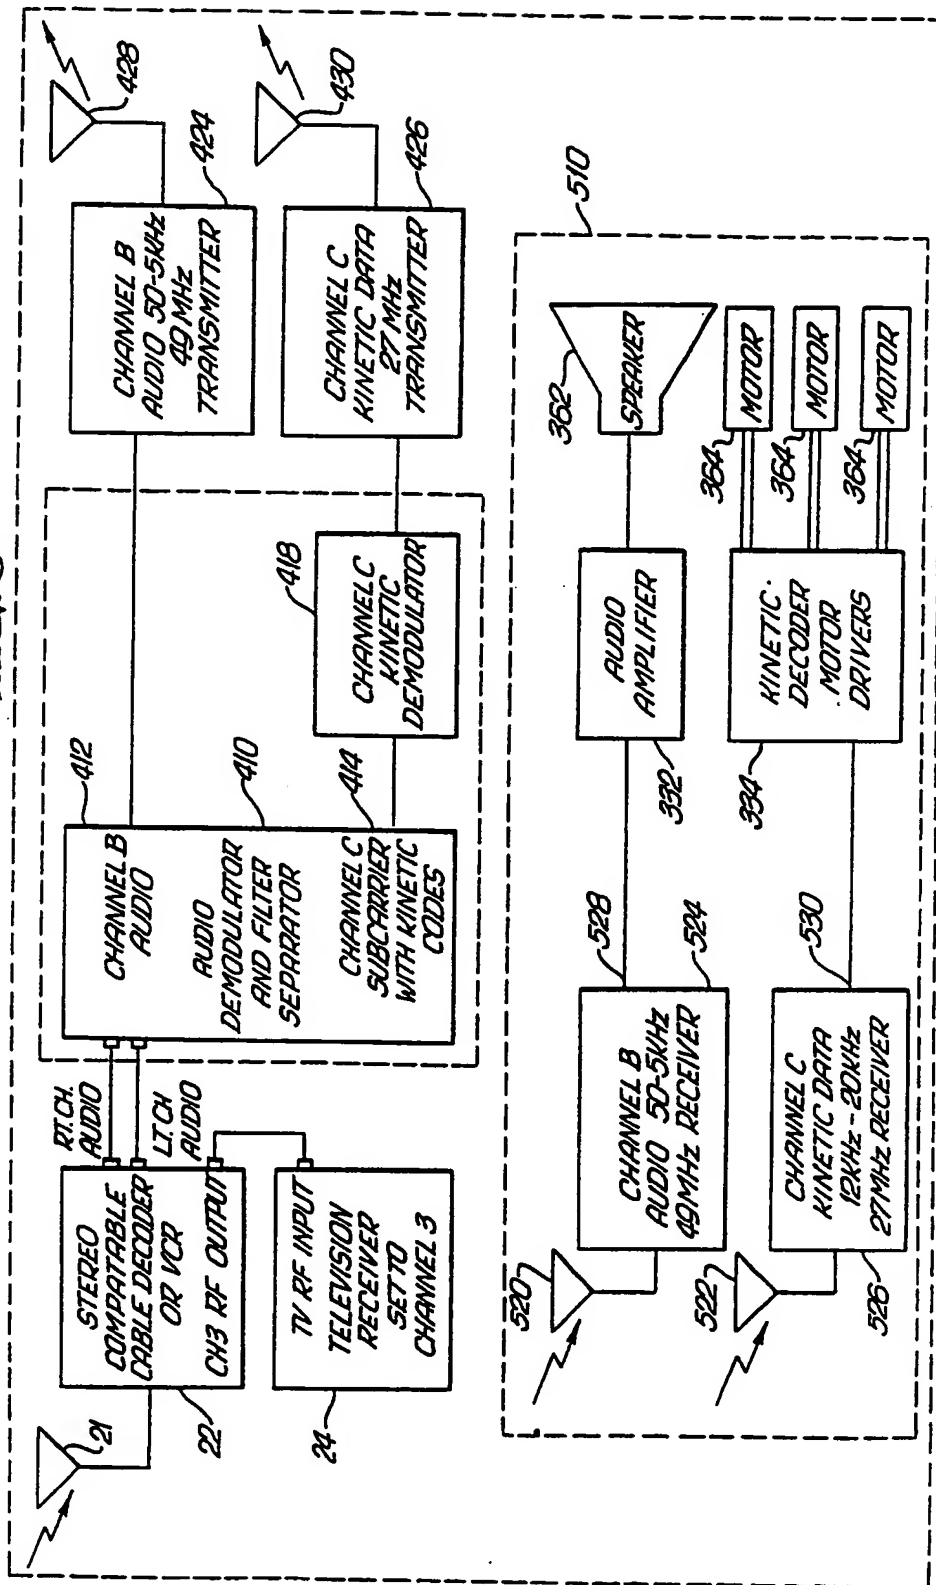 21
STEREO
COMPATABLE
CABLE DECODER
OR VCR
CH3 RF OUTPUT
22
RT.CH.
AUDIO
LT.CH
AUDIO
TV RF INPUT
TELEVISION
RECEIVER
SET TO
CHANNEL 3
24
412
CHANNEL B
AUDIO
AUDIO
DEMODULATOR
AND FILTER
SEPARATOR
410
CHANNEL C
SUBCARRIER
WITH KINETIC
CODES
414
418
CHANNEL C
KINETIC
DEMODULATOR
CHANNEL B
AUDIO 50-5KHz
49 MHz
TRANSMITTER
424
428
CHANNEL C
KINETIC DATA
27 MHz
TRANSMITTER
426
430
510
520
CHANNEL B
AUDIO 50-5KHz
49MHz RECEIVER
528
524
AUDIO
AMPLIFIER
332
362
SPEAKER
522
CHANNEL C
KINETIC DATA
12KHz-20KHz
27MHz RECEIVER
526
530
KINETIC
DECODER
MOTOR
DRIVERS
334
364
MOTOR
364
MOTOR
364
MOTOR